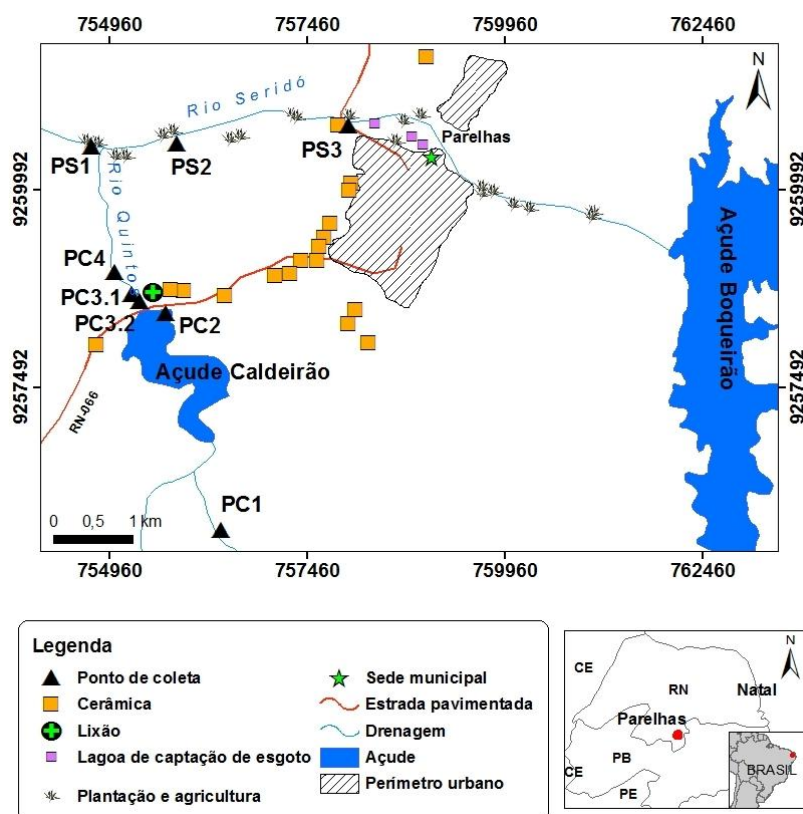 754960 757460 759960 762460
N
Rio Seridó
Parelhas
PS1
PS2
PS3
9259992
9259992
Rio Quintos
PC4
PC3.1
PC3.2
PC2
Açude Caldeirão
Açude Boqueirão
9257492
9257492
RN-066
PC1
0 0,5 1 km
754960 757460 759960 762460
Legenda
Ponto de coleta
Cerâmica
Lixão
Lagoa de captação de esgoto
Plantação e agricultura
Sede municipal
Estrada pavimentada
Drenagem
Açude
Perímetro urbano
N
CE
RN
Natal
Parelhas
PB
CE
PE
BRASIL